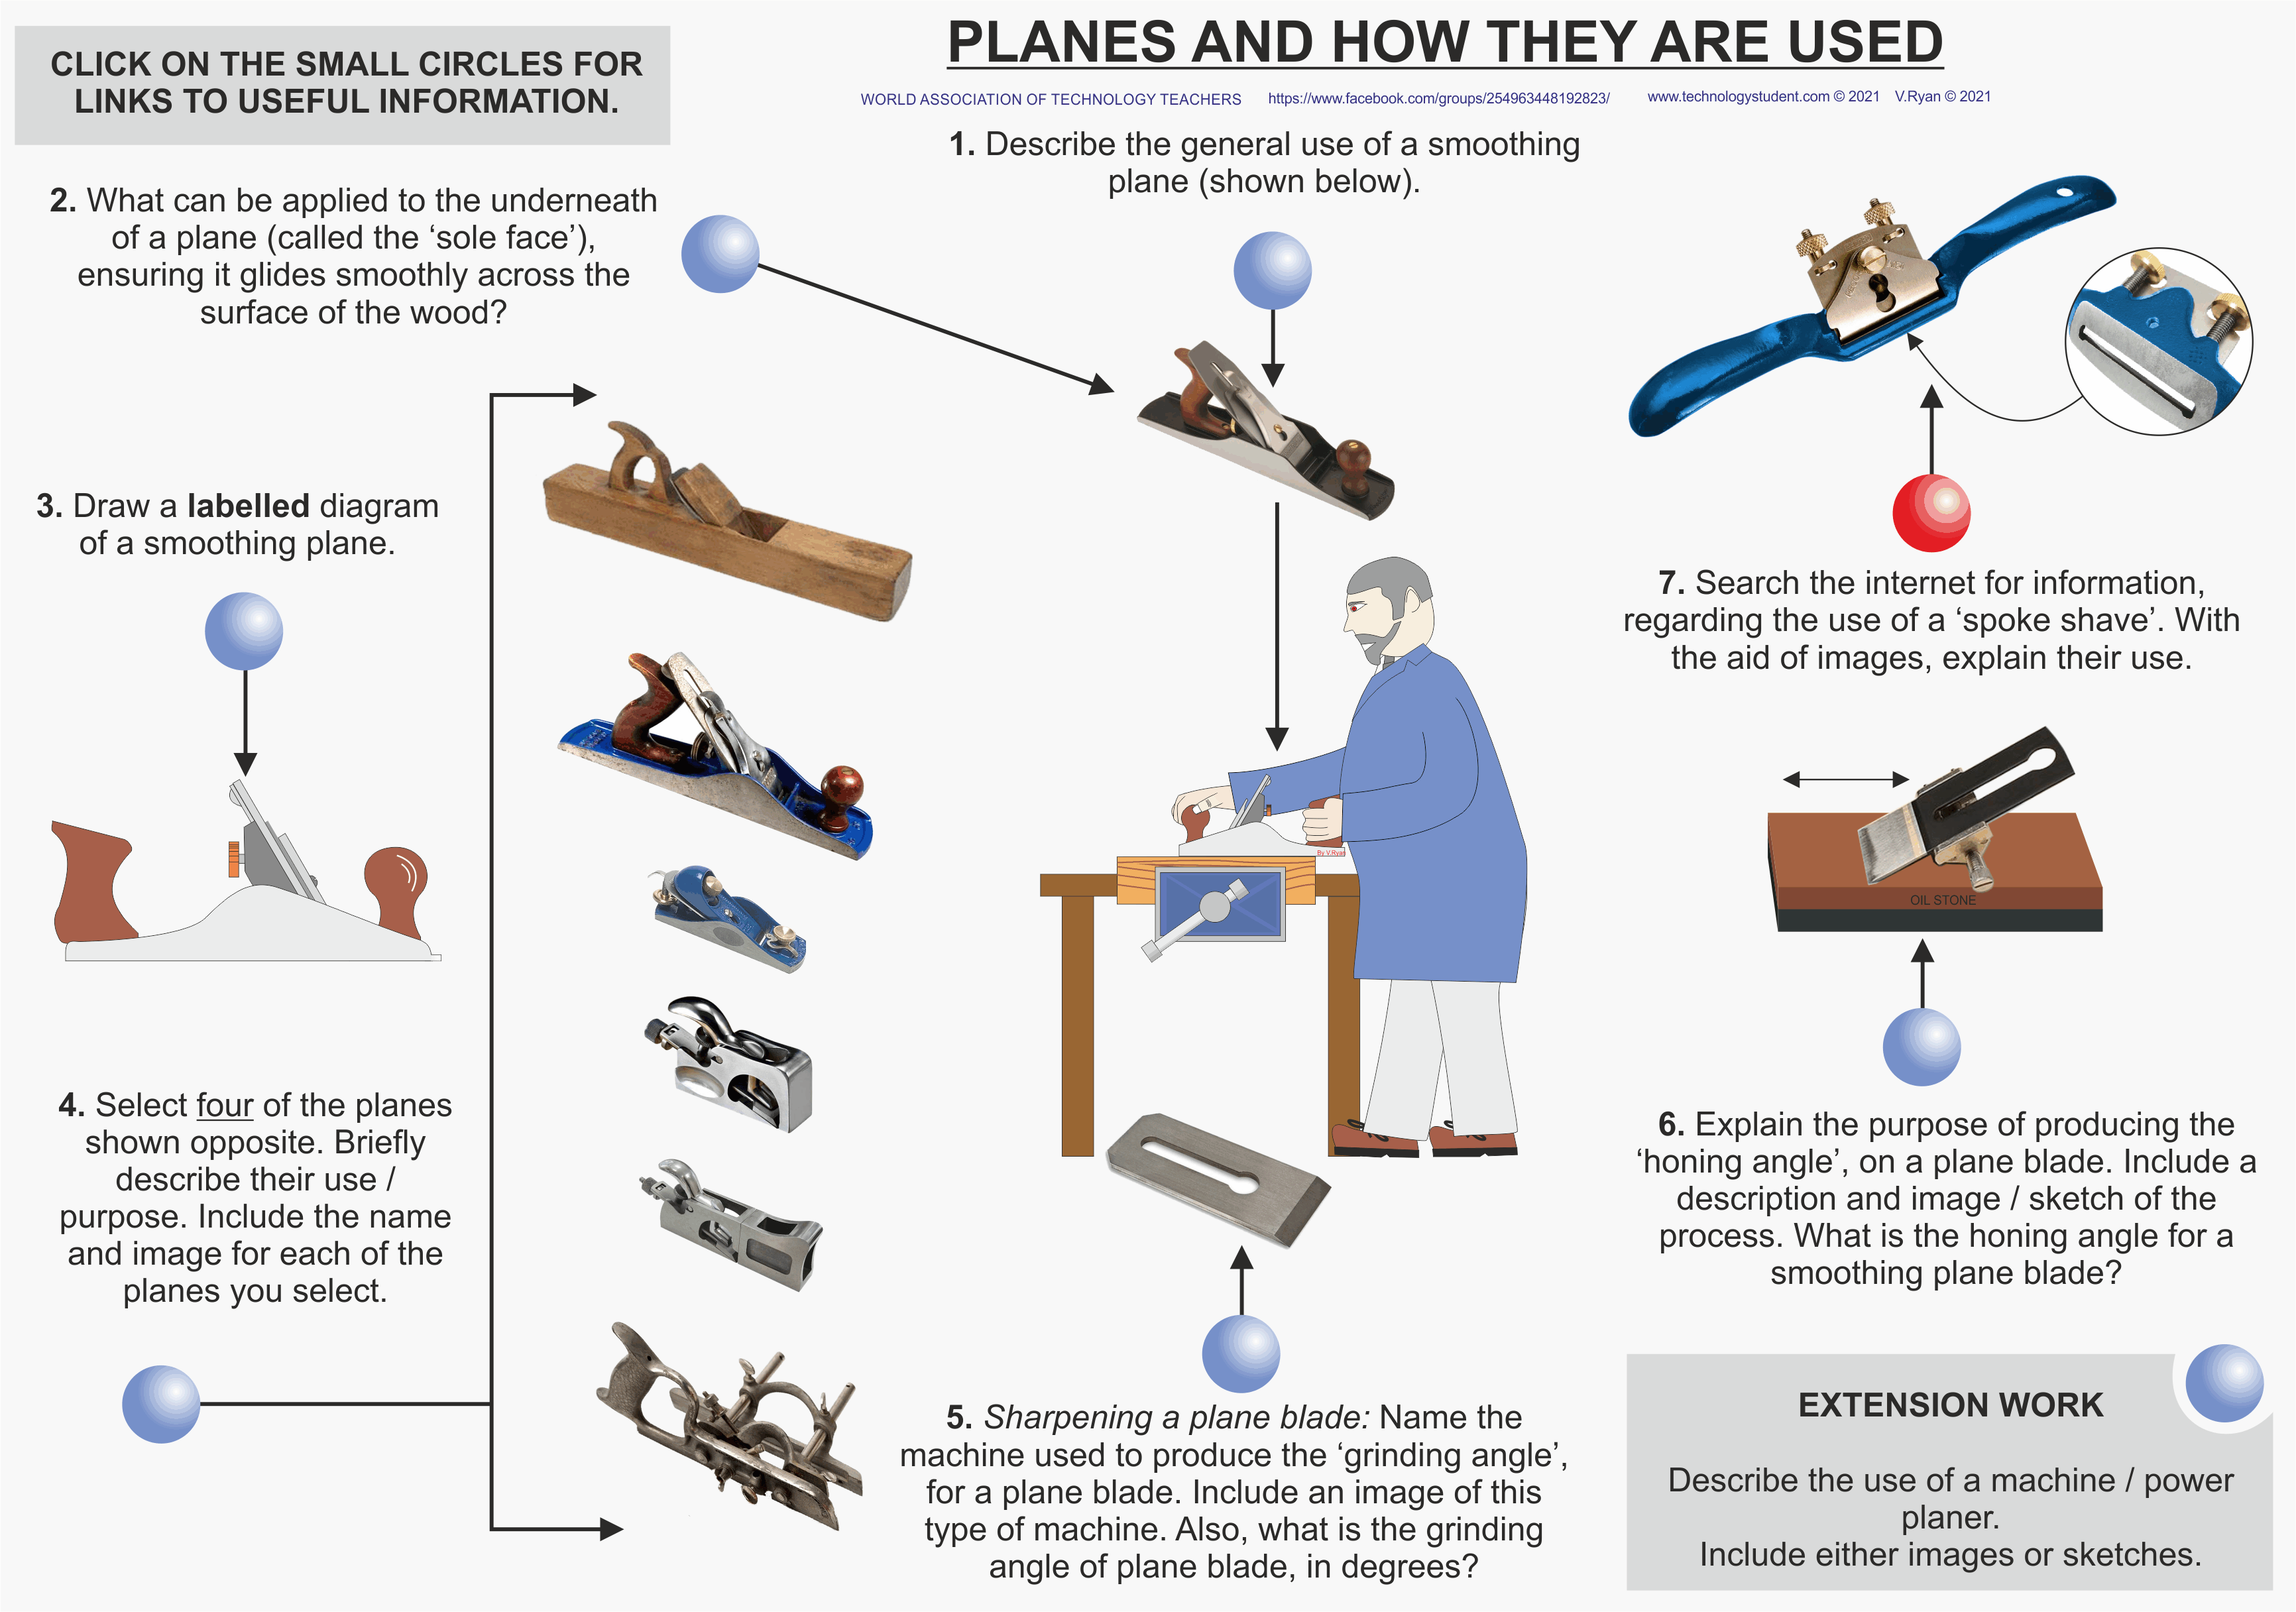 CLICK ON THE SMALL CIRCLES FOR
LINKS TO USEFUL INFORMATION.
PLANES AND HOW THEY ARE USED
WORLD ASSOCIATION OF TECHNOLOGY TEACHERS https://www.facebook.com/groups/254963448192823/ www.technologystudent.com © 2021 V.Ryan © 2021
1. Describe the general use of a smoothing
plane (shown below).
2. What can be applied to the underneath
of a plane (called the ‘sole face’),
ensuring it glides smoothly across the
surface of the wood?
3. Draw a labelled diagram
of a smoothing plane.
4. Select four of the planes
shown opposite. Briefly
describe their use /
purpose. Include the name
and image for each of the
planes you select.
By V.Ryan
5. Sharpening a plane blade: Name the
machine used to produce the ‘grinding angle’,
for a plane blade. Include an image of this
type of machine. Also, what is the grinding
angle of plane blade, in degrees?
7. Search the internet for information,
regarding the use of a ‘spoke shave’. With
the aid of images, explain their use.
OIL STONE
6. Explain the purpose of producing the
‘honing angle’, on a plane blade. Include a
description and image / sketch of the
process. What is the honing angle for a
smoothing plane blade?
EXTENSION WORK
Describe the use of a machine / power
planer.
Include either images or sketches.